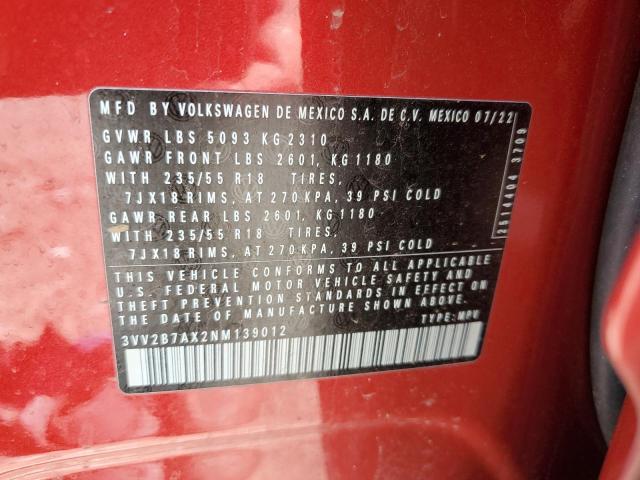 MFD BY VOLKSWAGEN DE MEXICO S.A. DE C.V. MEXICO 07/22
GVWR LBS 5093 KG 2310
GAWR FRONT LBS 2601, KG 1180
WITH 235/55 R18 TIRES,
7JX18 RIMS, AT 270 KPA, 39 PSI COLD
GAWR REAR LBS 2601, KG 1180
WITH 235/55 R18 TIRES,
7JX18 RIMS, AT 270 KPA, 39 PSI COLD
THIS VEHICLE CONFORMS TO ALL APPLICABLE
U.S. FEDERAL MOTOR VEHICLE SAFETY AND
THEFT PREVENTION STANDARDS IN EFFECT ON
THE DATE OF MANUFACTURE SHOWN ABOVE.
TYPE: MPV
3VV2B7AX2NM139012
2614404 3709